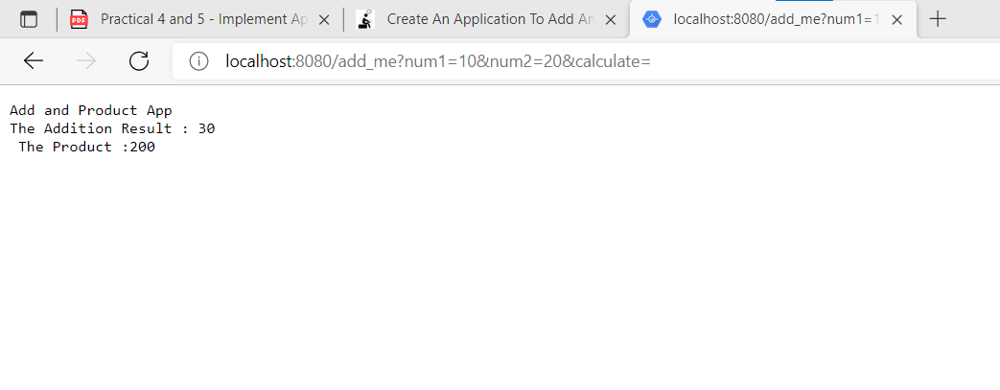 PDF
Practical 4 and 5 - Implement Ap
Create An Application To Add An
localhost:8080/add_me?num1=1
localhost:8080/add_me?num1=10&num2=20&calculate=
Add and Product App
The Addition Result : 30
The Product :200